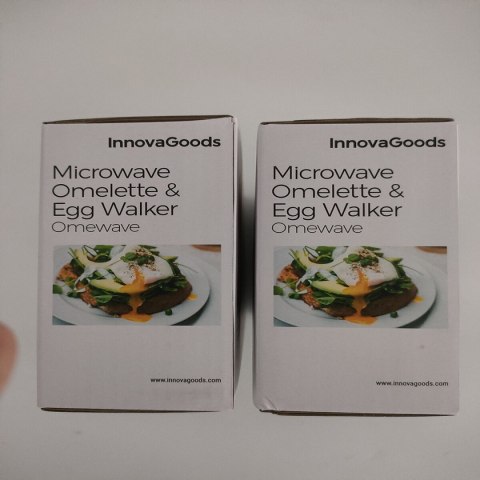 InnovaGoods
Microwave
Omelette &
Egg Walker
Omewave
www.innovagoods.com
InnovaGoods
Microwave
Omelette &
Egg Walker
Omewave
www.innovagoods.com